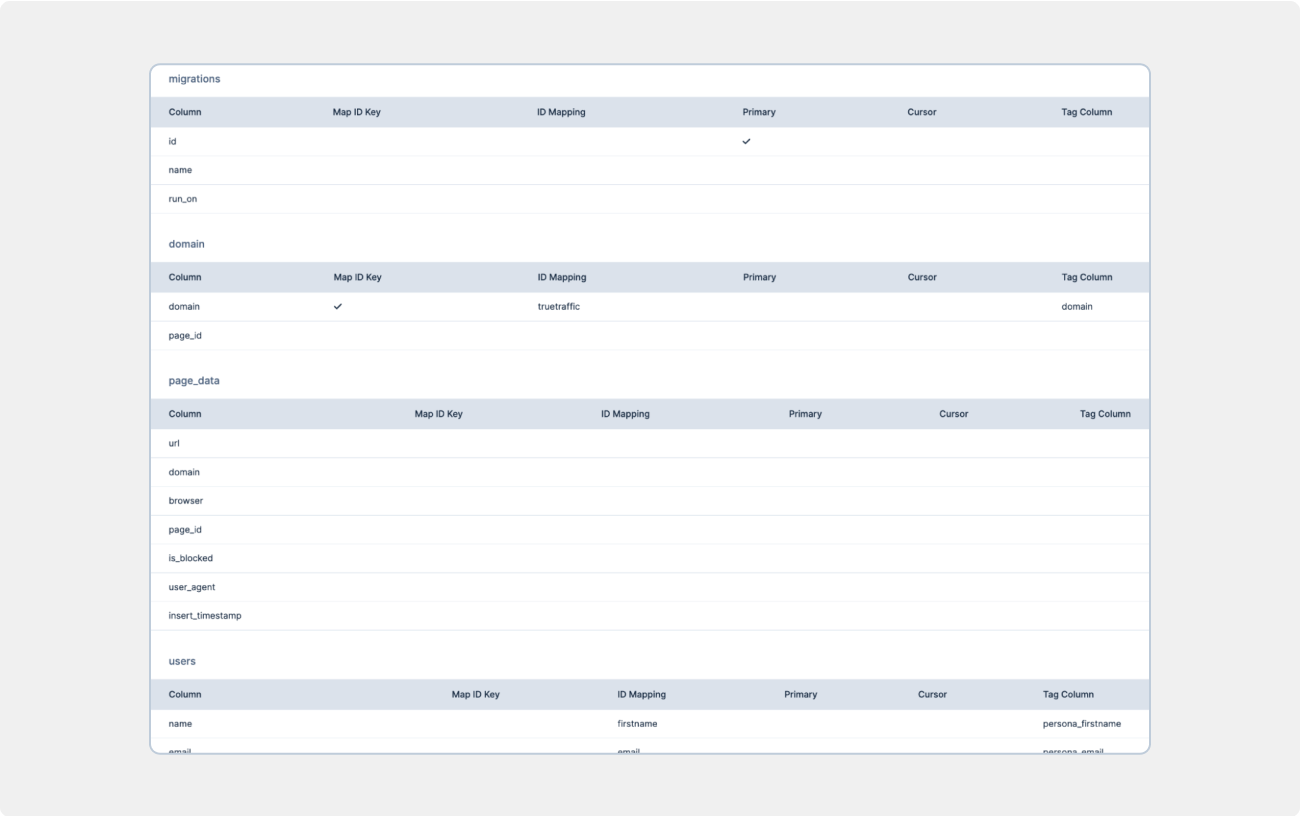 migrations
Column Map ID Key ID Mapping Primary Cursor Tag Column
id
name
run_on
domain
Column Map ID Key ID Mapping Primary Cursor Tag Column
domain truetraffic domain
page_id
page_data
Column Map ID Key ID Mapping Primary Cursor Tag Column
url
domain
browser
page_id
is_blocked
user_agent
insert_timestamp
users
Column Map ID Key ID Mapping Primary Cursor Tag Column
name firstname persona_firstname
email email persona_email